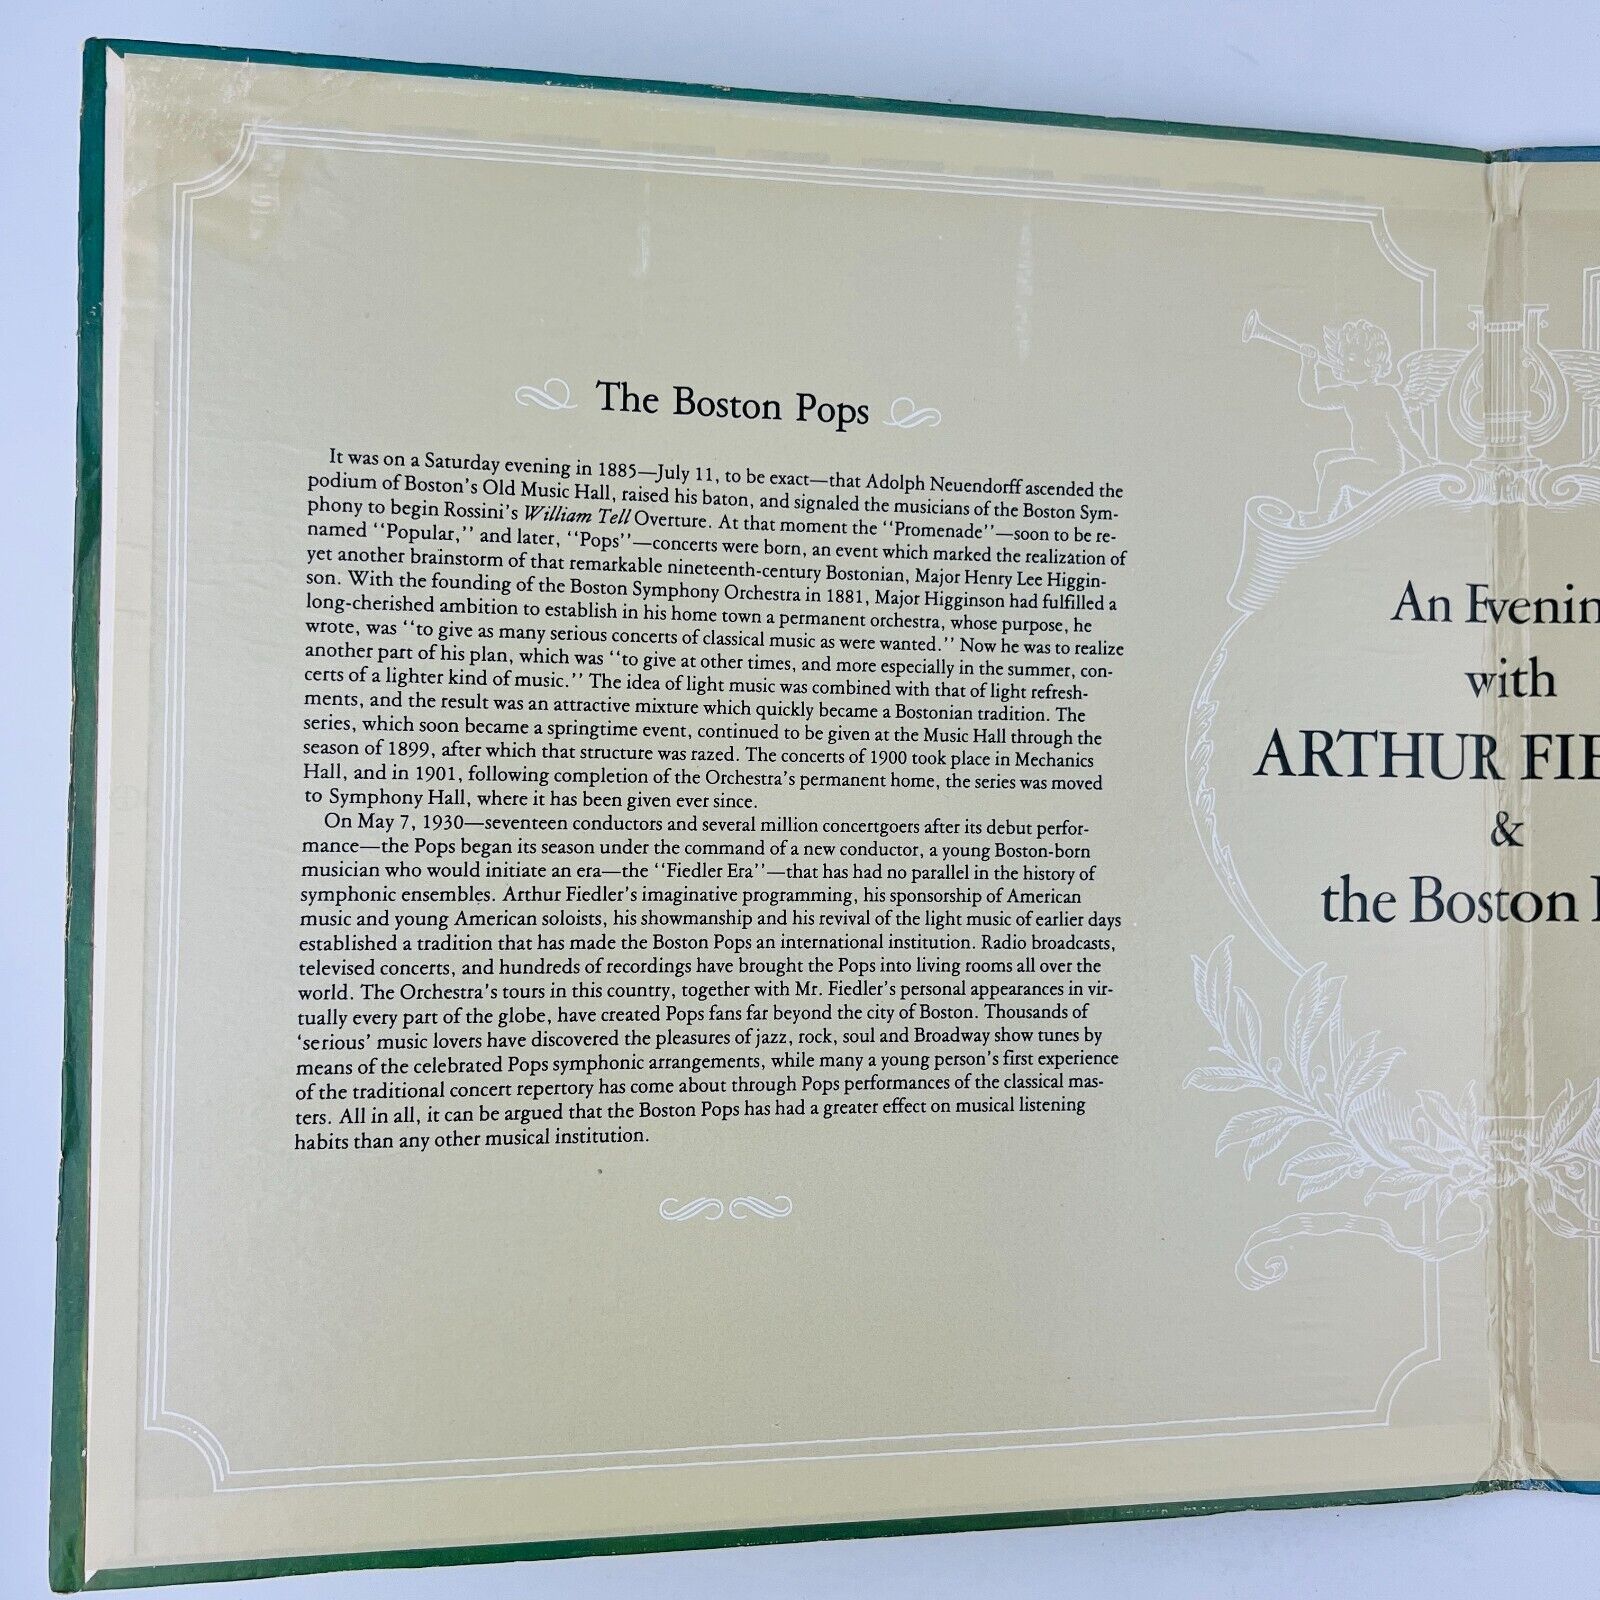 The Boston Pops
It was on a Saturday evening in 1885—July 11, to be exact—that Adolph Neuendorff ascended the
podium of Boston's Old Music Hall, raised his baton, and signaled the musicians of the Boston Sym-
phony to begin Rossini's William Tell Overture. At that moment the "Promenade"—soon to be re-
named "Popular," and later, "Pops"—concerts were born, an event which marked the realization of
yet another brainstorm of that remarkable nineteenth-century Bostonian, Major Henry Lee Higgin-
son. With the founding of the Boston Symphony Orchestra in 1881, Major Higginson had fulfilled a
long-cherished ambition to establish in his home town a permanent orchestra, whose purpose, he
wrote, was "to give as many serious concerts of classical music as were wanted." Now he was to realize
another part of his plan, which was "to give at other times, and more especially in the summer, con-
certs of a lighter kind of music." The idea of light music was combined with that of light refresh-
ments, and the result was an attractive mixture which quickly became a Bostonian tradition. The
series, which soon became a springtime event, continued to be given at the Music Hall through the
season of 1899, after which that structure was razed. The concerts of 1900 took place in Mechanics
Hall, and in 1901, following completion of the Orchestra's permanent home, the series was moved
to Symphony Hall, where it has been given ever since.
On May 7, 1930—seventeen conductors and several million concertgoers after its debut perfor-
mance—the Pops began its season under the command of a new conductor, a young Boston-born
musician who would initiate an era—the "Fiedler Era"—that has had no parallel in the history of
symphonic ensembles. Arthur Fiedler's imaginative programming, his sponsorship of American
music and young American soloists, his showmanship and his revival of the light music of earlier days
established a tradition that has made the Boston Pops an international institution. Radio broadcasts,
televised concerts, and hundreds of recordings have brought the Pops into living rooms all over the
world. The Orchestra's tours in this country, together with Mr. Fiedler's personal appearances in vir-
tually every part of the globe, have created Pops fans far beyond the city of Boston. Thousands of
'serious' music lovers have discovered the pleasures of jazz, rock, soul and Broadway show tunes by
means of the celebrated Pops symphonic arrangements, while many a young person's first experience
of the traditional concert repertory has come about through Pops performances of the classical mas-
ters. All in all, it can be argued that the Boston Pops has had a greater effect on musical listening
habits than any other musical institution.
An Evenin
with
ARTHUR FIE
&
the Boston